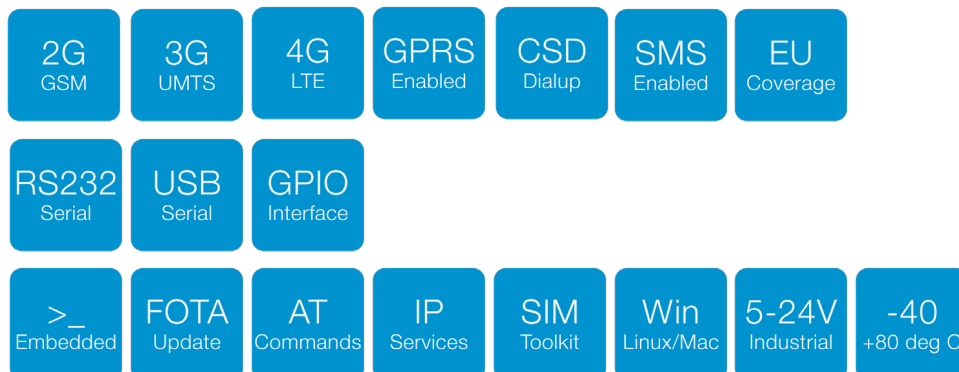 2G 3G 4G GPRS CSD SMS EU
GSM UMTS LTE Enabled Dialup Enabled Coverage
RS232 USB GPIO
Serial Serial Interface
>_ FOTA AT IP SIM Win 5-24V -40
Embedded Update Commands Services Toolkit Linux/Mac Industrial +80 deg C